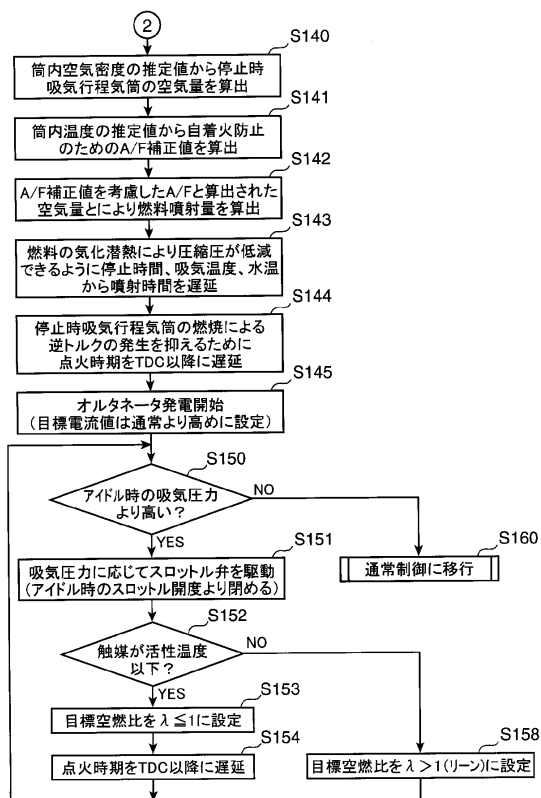 2
S140
筒内空気密度の推定値から停止時
吸気行程気筒の空気量を算出
S141
筒内温度の推定値から自着火防止
のためのA/F補正値を算出
S142
A/F補正値を考慮したA/Fと算出された
空気量とにより燃料噴射量を算出
S143
燃料の気化潜熱により圧縮圧が低減
できるように停止時間、吸気温度、水温
から噴射時間を遅延
S144
停止時吸気行程気筒の燃焼による
逆トルクの発生を抑えるために
点火時期をTDC以降に遅延
S145
オルタネータ発電開始
(目標電流値は通常より高めに設定)
S150
アイドル時の吸気圧力
より高い?
NO
YES
S160
通常制御に移行
S151
吸気圧力に応じてスロットル弁を駆動
(アイドル時のスロットル開度より閉める)
S152
触媒が活性温度
以下?
NO
YES
S153
目標空燃比をλ≦1に設定
S154
点火時期をTDC以降に遅延
S158
目標空燃比をλ>1(リーン)に設定